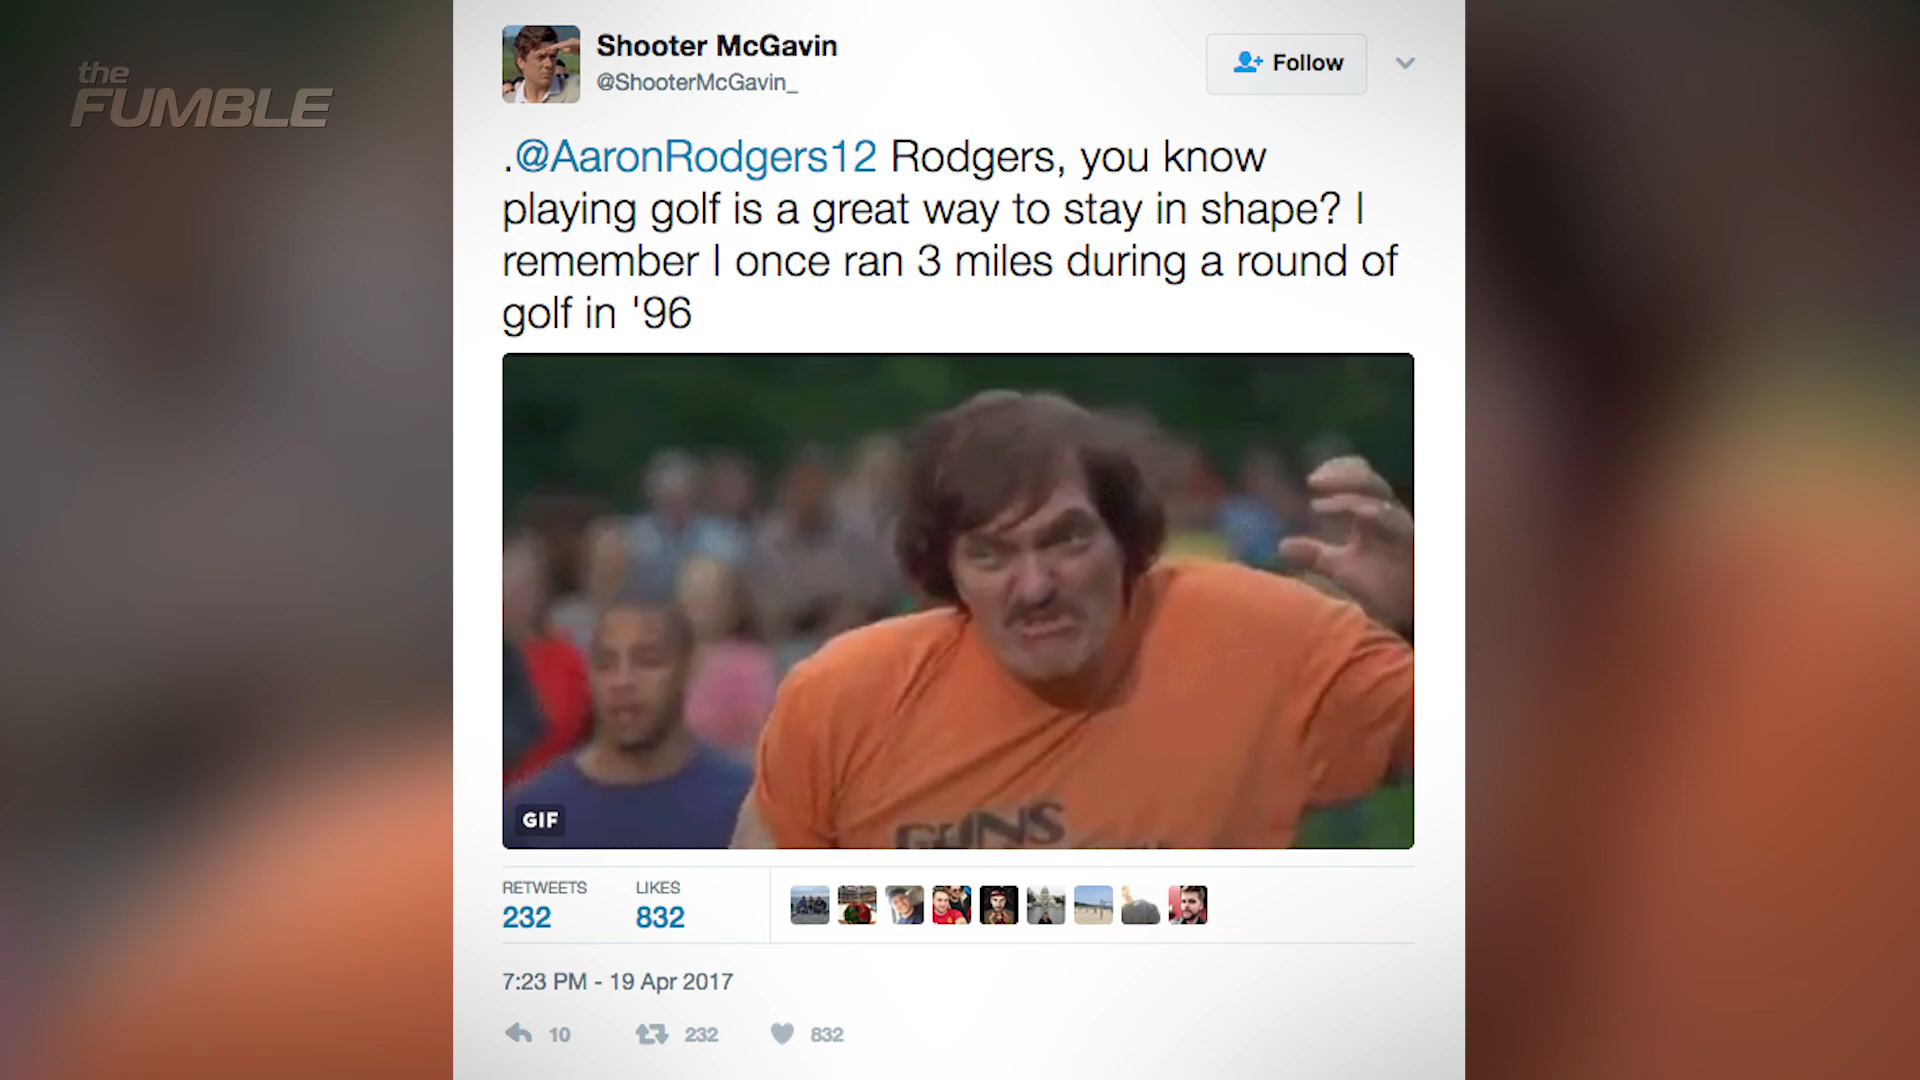 the
FUMBLE
Shooter McGavin
@ShooterMcGavin_
Follow
.@AaronRodgers12 Rodgers, you know
playing golf is a great way to stay in shape? I
remember I once ran 3 miles during a round of
golf in '96
GUNS
GIF
RETWEETS
232
LIKES
832
7:23 PM - 19 Apr 2017
10
232
832